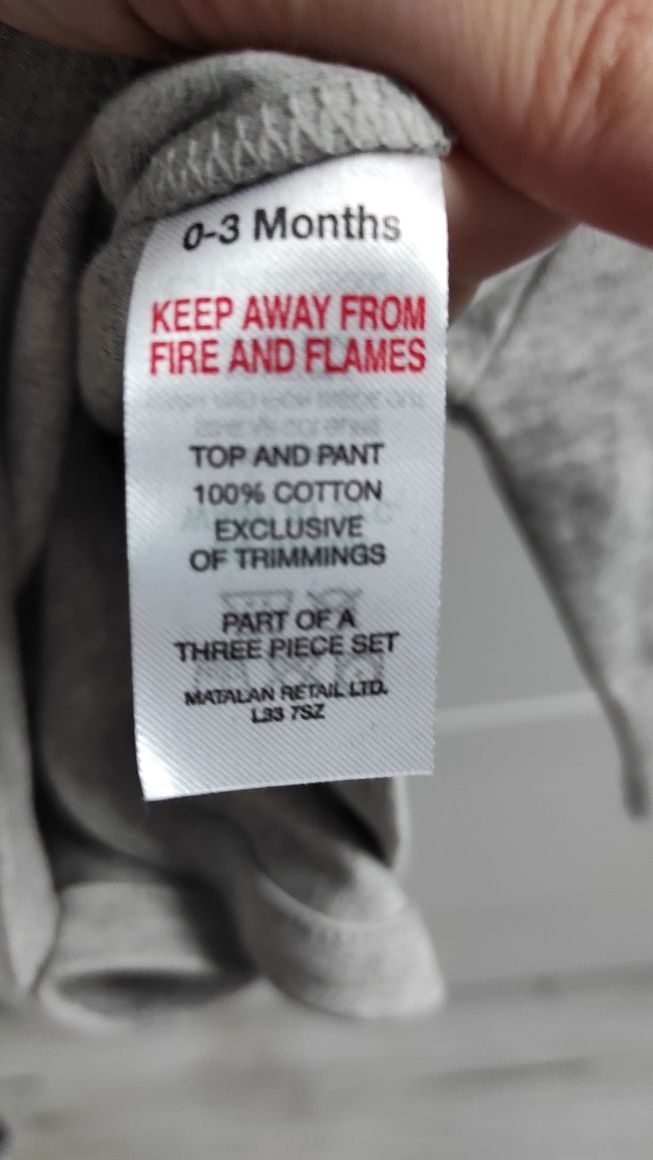 0-3 Months
KEEP AWAY FROM
FIRE AND FLAMES
TOP AND PANT
100% COTTON
EXCLUSIVE
OF TRIMMINGS
PART OF A
THREE PIECE SET
MATALAN RETAIL LTD.
L33 7SZ